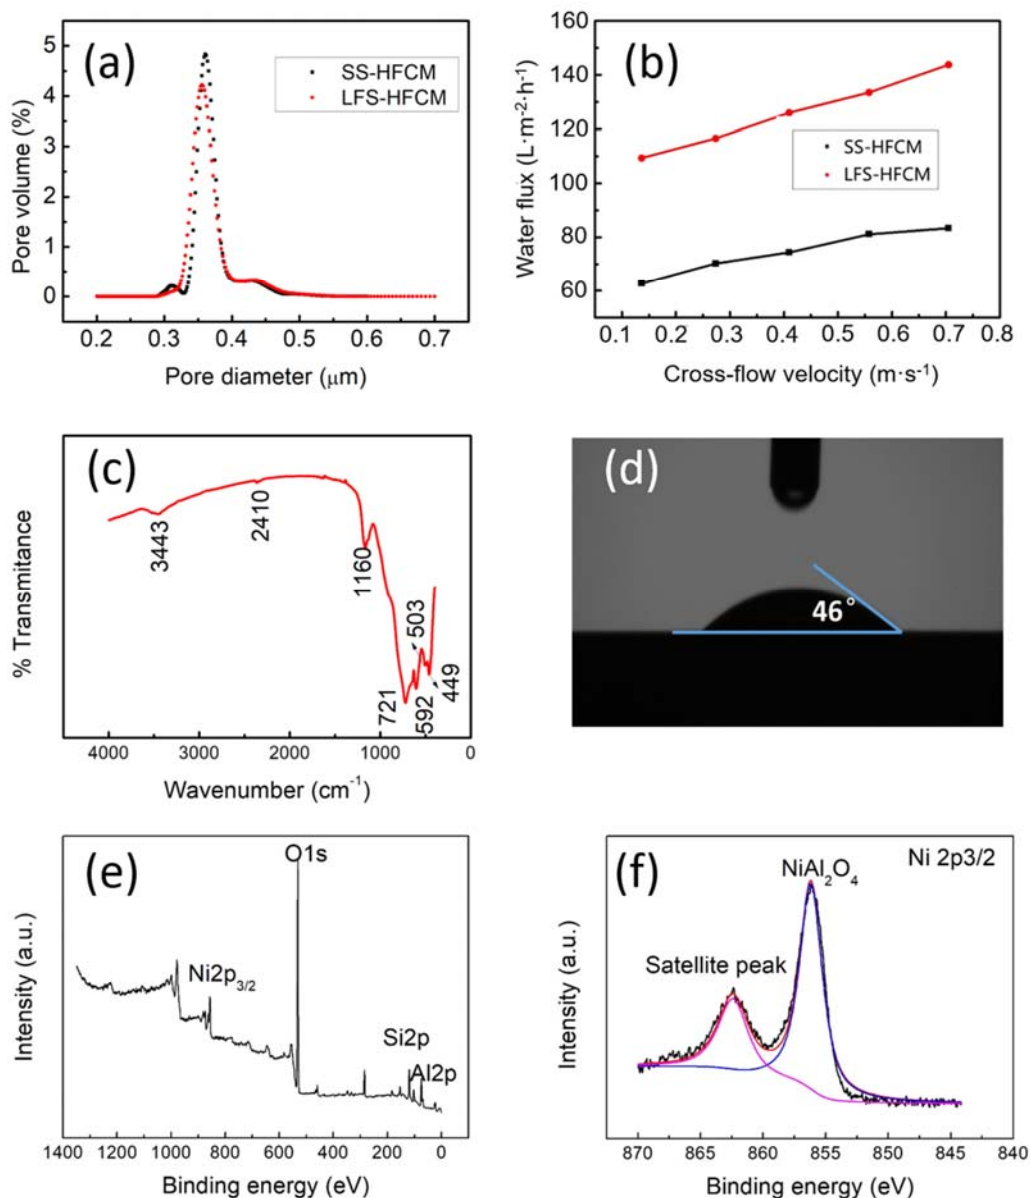 (a)
SS-HFCM
LFS-HFCM
Pore volume (%)
5
4
3
2
1
0
0.2 0.3 0.4 0.5 0.6 0.7
Pore diameter (μm)
(b)
SS-HFCM
LFS-HFCM
Water flux (L·m⁻²·h⁻¹)
160
140
120
100
80
60
0.1 0.2 0.3 0.4 0.5 0.6 0.7 0.8
Cross-flow velocity (m·s⁻¹)
(c)
% Transmitance
3443
2410
1160
503
721
592
449
4000 3000 2000 1000 0
Wavenumber (cm⁻¹)
(d)
46°
(e)
O1s
Ni2p₃/₂
Si2p
Al2p
Intensity (a.u.)
1400 1200 1000 800 600 400 200 0
Binding energy (eV)
(f)
Ni 2p3/2
NiAl₂O₄
Satellite peak
Intensity (a.u.)
870 865 860 855 850 845 840
Binding energy (eV)